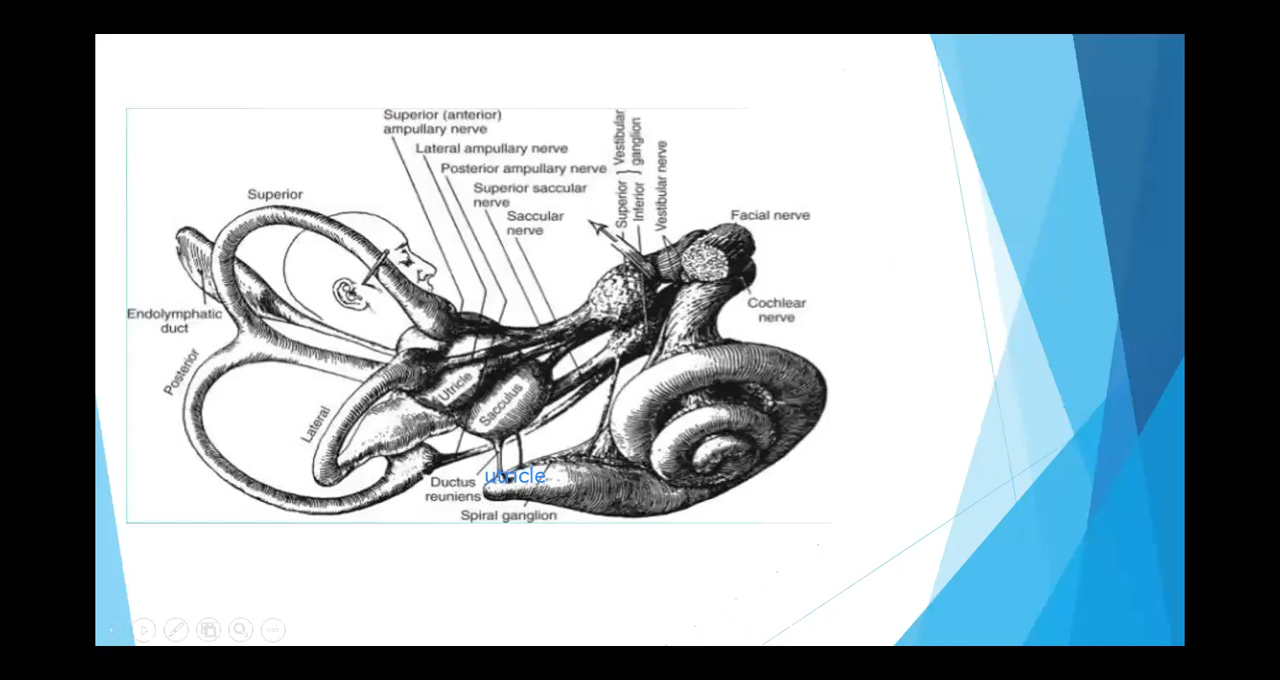 Superior (anterior)
ampullary nerve
Lateral ampullary nerve
Posterior ampullary nerve
Superior saccular
nerve
Saccular
nerve
Superior
Inferior
Vestibular
ganglion
Vestibular nerve
Facial nerve
Superior
Cochlear
nerve
Endolymphatic
duct
Posterior
Lateral
Utricle
Sacculus
Ductus
reuniens
utricle
Spiral ganglion